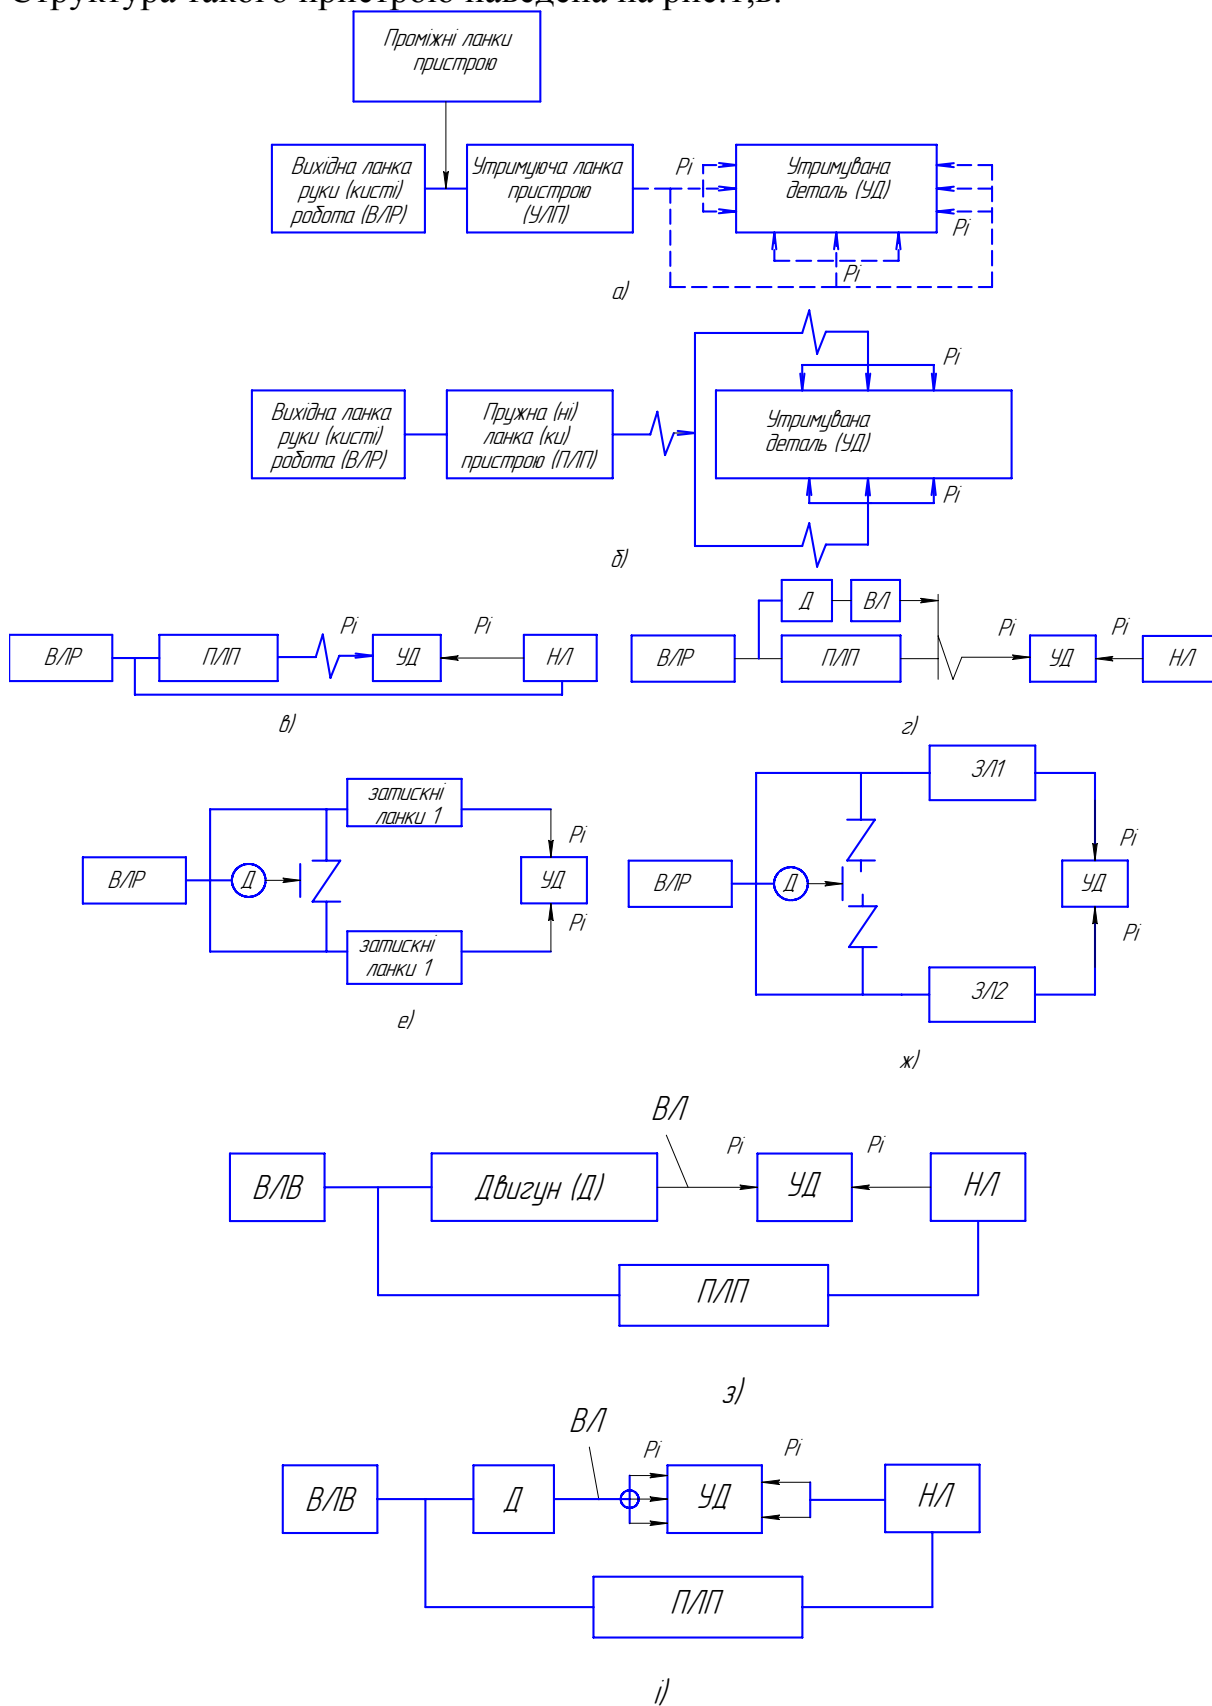 Структура такого пристрою наведена на рис.1,в.
Проміжні ланки
пристрою
Вихідна ланка
руки (кисті)
робота (ВЛР)
Утримуюча ланка
пристрою
(УЛП)
Pi
Утримувана
деталь (УД)
Pi
Pi
а)
Pi
Вихідна ланка
руки (кисті)
робота (ВЛР)
Пружна (ні)
ланка (ки)
пристрою (ПЛП)
Утримувана
деталь (УД)
Pi
б)
ВЛР
ПЛП
Pi
УД
Pi
НЛ
в)
Д
ВЛ
ВЛР
ПЛП
Pi
УД
Pi
НЛ
г)
затискні
ланки 1
Pi
ВЛР
Д
УД
Pi
затискні
ланки 1
е)
ЗЛ1
Pi
ВЛР
Д
УД
Pi
ЗЛ2
ж)
ВЛ
ВЛВ
Двигун (Д)
Pi
УД
Pi
НЛ
ПЛП
з)
ВЛ
ВЛВ
Д
Pi
УД
Pi
НЛ
ПЛП
і)